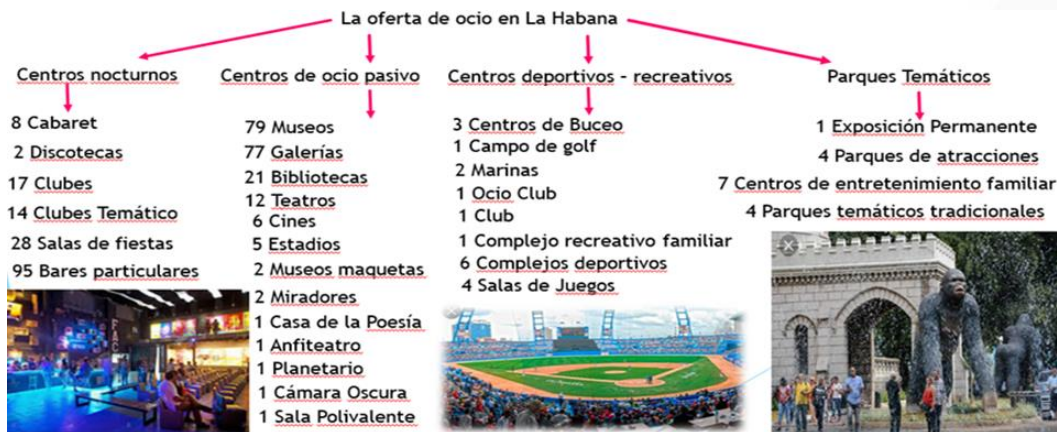 La oferta de ocio en La Habana
Centros nocturnos
8 Cabaret
2 Discotecas
17 Clubes
14 Clubes Temático
28 Salas de fiestas
95 Bares particulares
Centros de ocio pasivo
79 Museos
77 Galerías
21 Bibliotecas
12 Teatros
6 Cines
5 Estadios
2 Museos maquetas
2 Miradores
1 Casa de la Poesía
1 Anfiteatro
1 Planetario
1 Cámara Oscura
1 Sala Polivalente
Centros deportivos - recreativos
3 Centros de Buceo
1 Campo de golf
2 Marinas
1 Ocio Club
1 Club
1 Complejo recreativo familiar
6 Complejos deportivos
4 Salas de Juegos
Parques Temáticos
1 Exposición Permanente
4 Parques de atracciones
7 Centros de entretenimiento familiar
4 Parques temáticos tradicionales